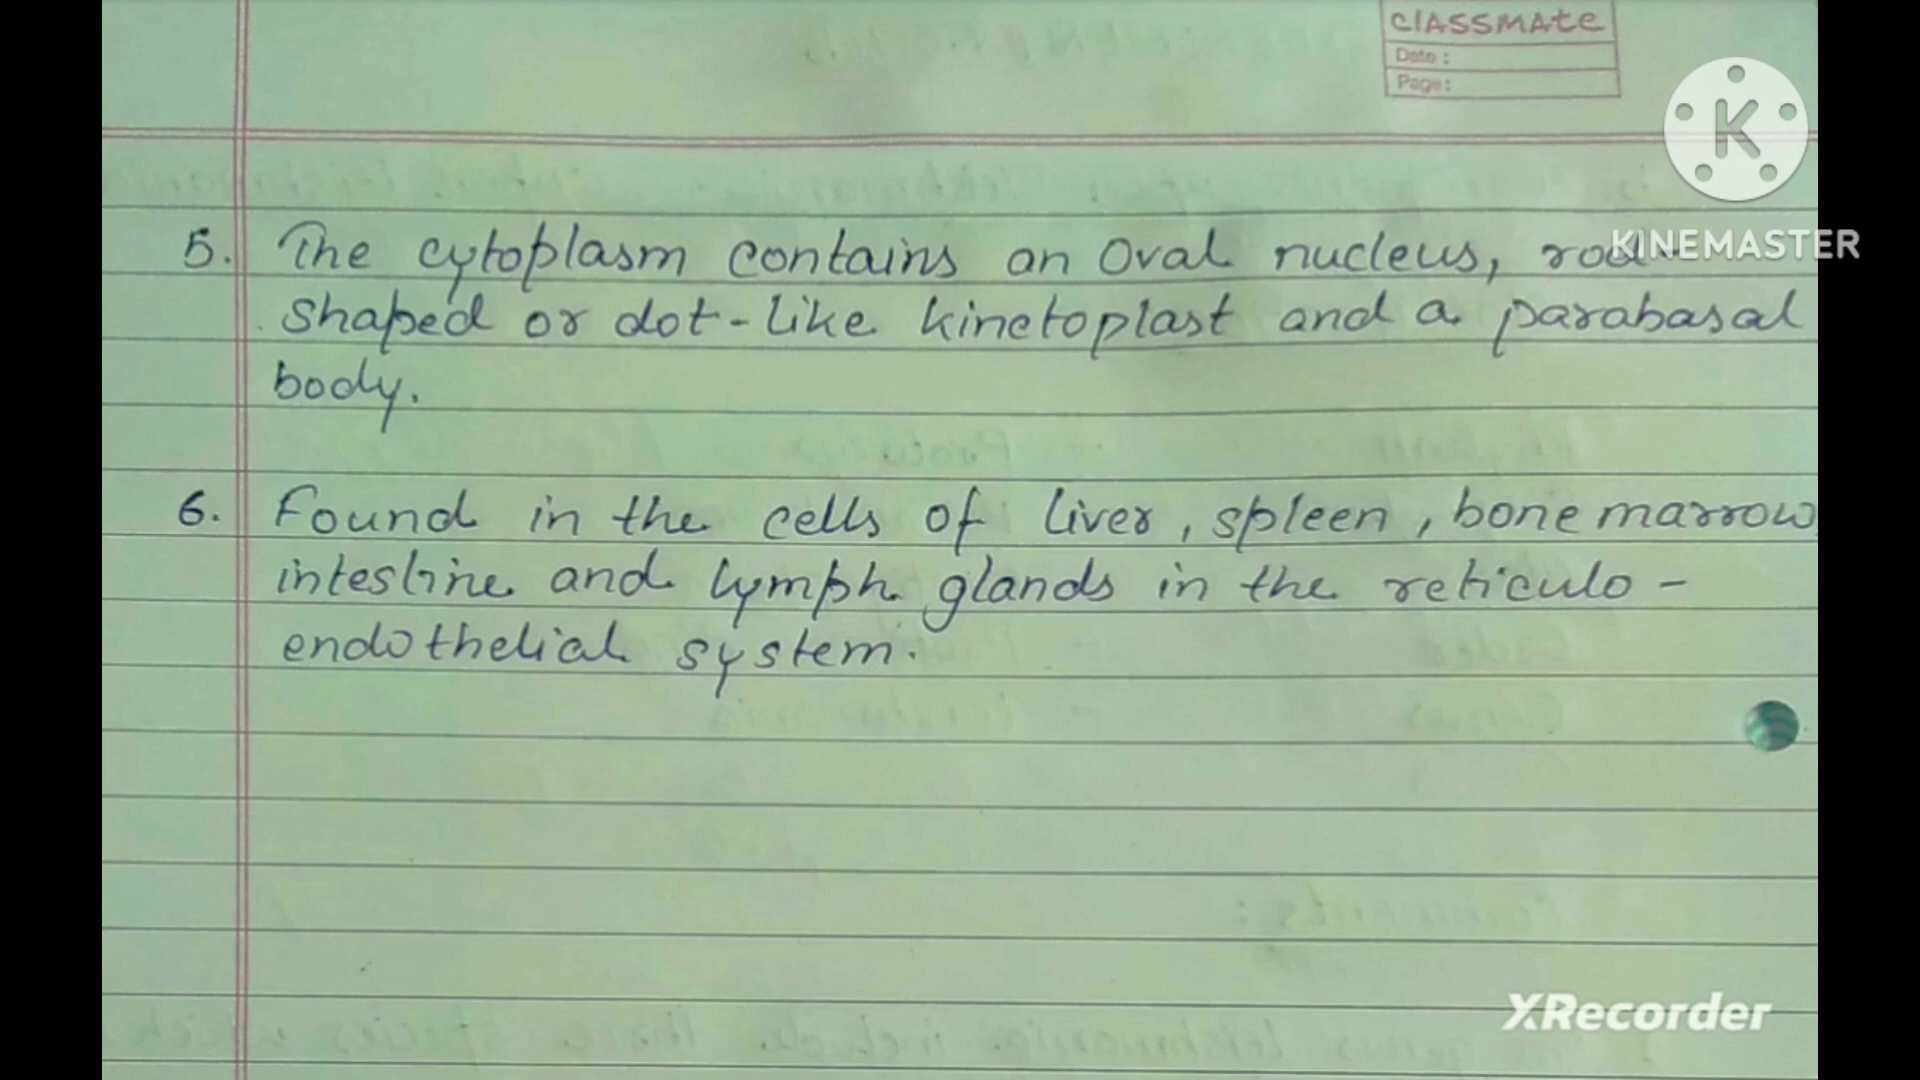 CLASSMATE
Date :
Page:
KINEMASTER
5. The cytoplasm contains an Oval nucleus, rod-
shaped or dot-like kinetoplast and a parabasal
body.
6. Found in the cells of liver, spleen, bone marrow
intestine and lymph glands in the reticulo-
endothelial system.
XRecorder